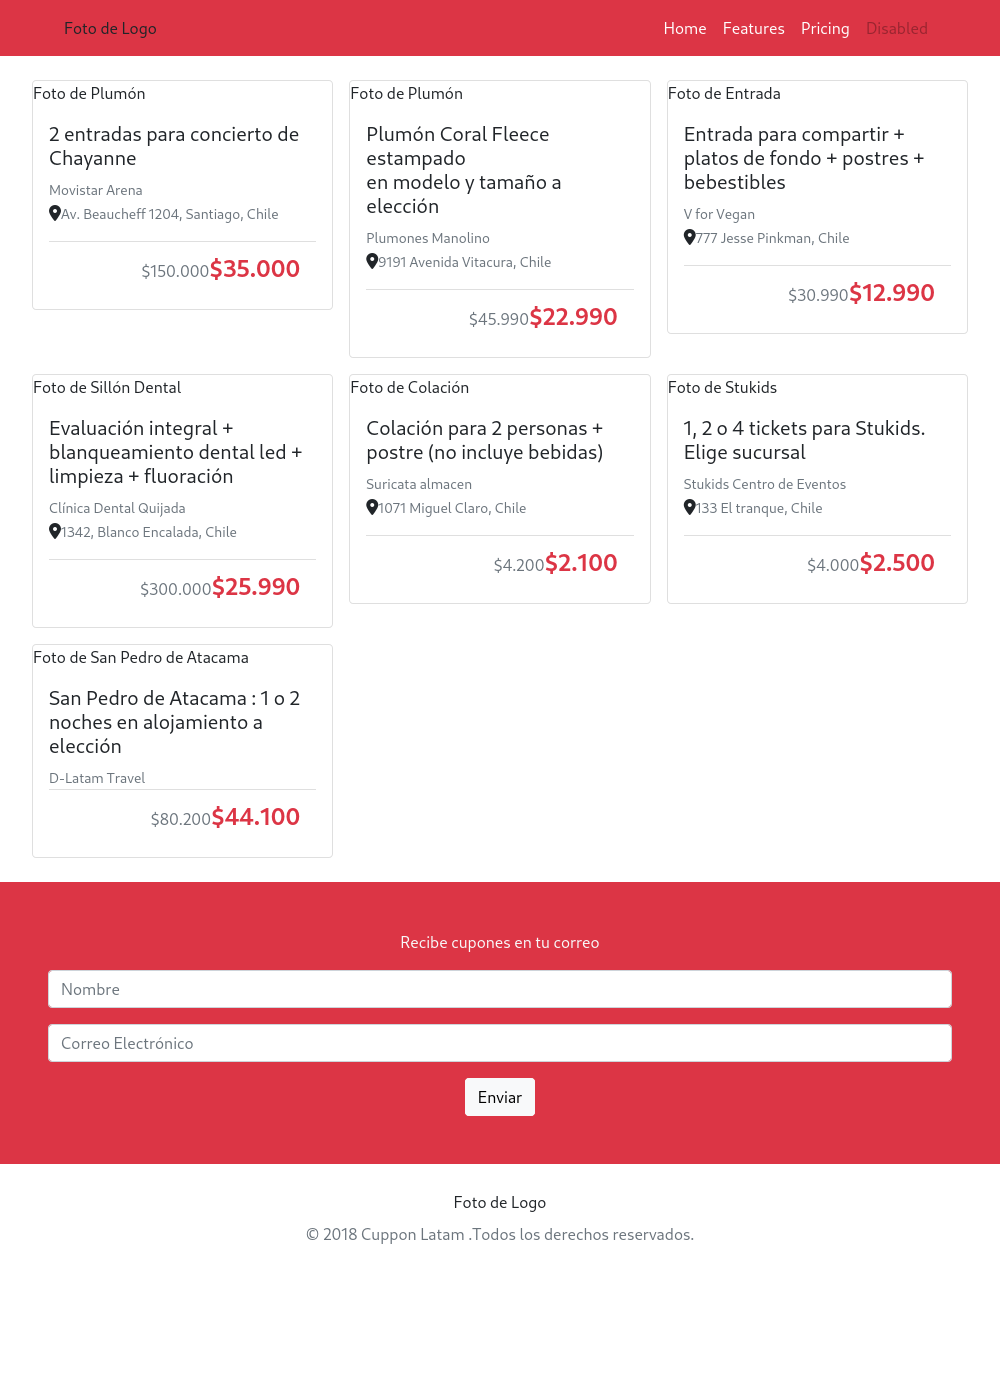 Foto de Logo
Home
Features
Pricing
Disabled
Foto de Plumón
2 entradas para concierto de
Chayanne
Movistar Arena
Av. Beaucheff 1204, Santiago, Chile
$150.000$35.000
Foto de Plumón
Plumón Coral Fleece
estampado
en modelo y tamaño a
elección
Plumones Manolino
9191 Avenida Vitacura, Chile
$45.990$22.990
Foto de Entrada
Entrada para compartir +
platos de fondo + postres +
bebestibles
V for Vegan
777 Jesse Pinkman, Chile
$30.990$12.990
Foto de Sillón Dental
Evaluación integral +
blanqueamiento dental led +
limpieza + fluoración
Clínica Dental Quijada
1342, Blanco Encalada, Chile
$300.000$25.990
Foto de Colación
Colación para 2 personas +
postre (no incluye bebidas)
Suricata almacen
1071 Miguel Claro, Chile
$4.200$2.100
Foto de Stukids
1, 2 o 4 tickets para Stukids.
Elige sucursal
Stukids Centro de Eventos
133 El tranque, Chile
$4.000$2.500
Foto de San Pedro de Atacama
San Pedro de Atacama : 1 o 2
noches en alojamiento a
elección
D-Latam Travel
$80.200$44.100
Recibe cupones en tu correo
Nombre
Correo Electrónico
Enviar
Foto de Logo
© 2018 Cuppon Latam .Todos los derechos reservados.